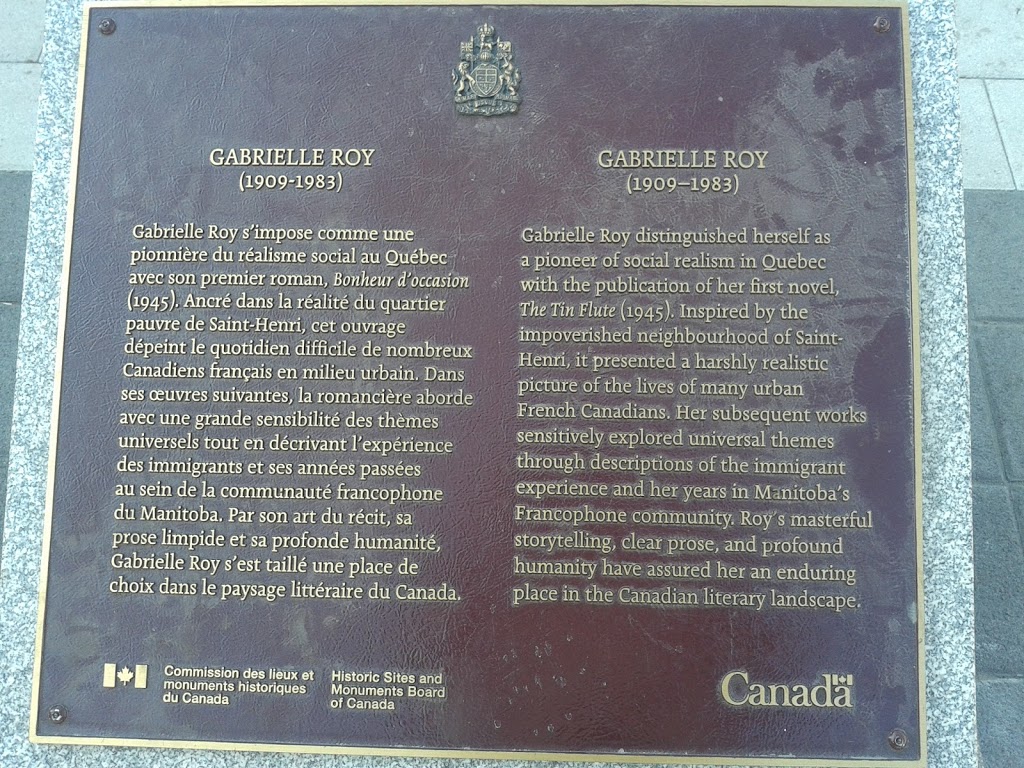 GABRIELLE ROY
(1909-1983)
Gabrielle Roy s'impose comme une
pionnière du réalisme social au Québec
avec son premier roman, Bonheur d'occasion
(1945). Ancré dans la réalité du quartier
pauvre de Saint-Henri, cet ouvrage
dépeint le quotidien difficile de nombreux
Canadiens français en milieu urbain. Dans
ses œuvres suivantes, la romancière aborde
avec une grande sensibilité des thèmes
universels tout en décrivant l'expérience
des immigrants et ses années passées
au sein de la communauté francophone
du Manitoba. Par son art du récit, sa
prose limpide et sa profonde humanité,
Gabrielle Roy s'est taillé une place de
choix dans le paysage littéraire du Canada.
GABRIELLE ROY
(1909–1983)
Gabrielle Roy distinguished herself as
a pioneer of social realism in Quebec
with the publication of her first novel,
The Tin Flute (1945). Inspired by the
impoverished neighbourhood of Saint-
Henri, it presented a harshly realistic
picture of the lives of many urban
French Canadians. Her subsequent works
sensitively explored universal themes
through descriptions of the immigrant
experience and her years in Manitoba's
Francophone community. Roy's masterful
storytelling, clear prose, and profound
humanity have assured her an enduring
place in the Canadian literary landscape.
Commission des lieux et
monuments historiques
du Canada
Historic Sites and
Monuments Board
of Canada
Canada